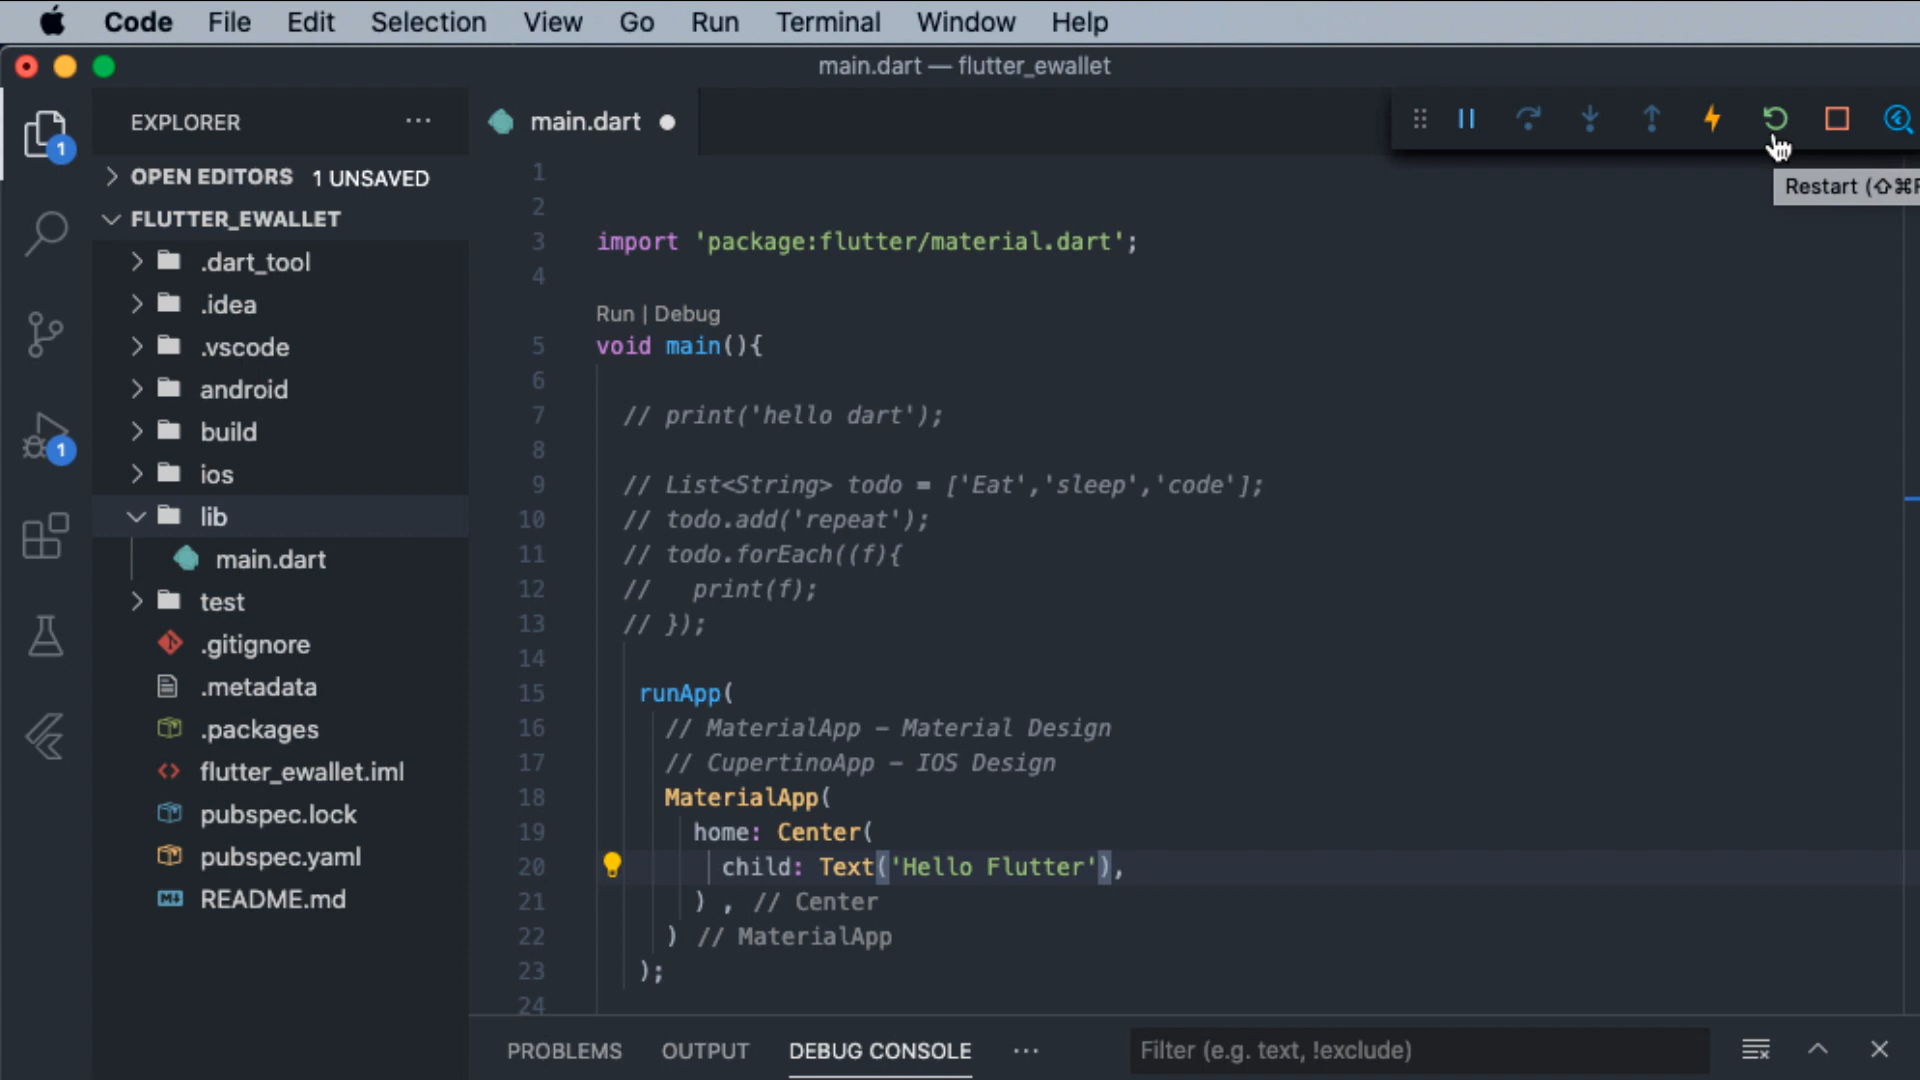 Code File Edit Selection View Go Run Terminal Window Help
main.dart — flutter_ewallet
EXPLORER
main.dart
Restart (⇧⌘
OPEN EDITORS 1 UNSAVED
FLUTTER_EWALLET
.dart_tool
.idea
.vscode
android
build
ios
lib
main.dart
test
.gitignore
.metadata
.packages
flutter_ewallet.iml
pubspec.lock
pubspec.yaml
README.md
1
1
1
2
3 import 'package:flutter/material.dart';
4
Run | Debug
5 void main(){
6
7 // print('hello dart');
8
9 // List<String> todo = ['Eat','sleep','code'];
10 // todo.add('repeat');
11 // todo.forEach((f){
12 //   print(f);
13 // });
14
15 runApp(
16 // MaterialApp – Material Design
17 // CupertinoApp – IOS Design
18 MaterialApp(
19 home: Center(
20 child: Text('Hello Flutter'),
21 ) , // Center
22 ) // MaterialApp
23 );
24
PROBLEMS OUTPUT DEBUG CONSOLE
Filter (e.g. text, !exclude)